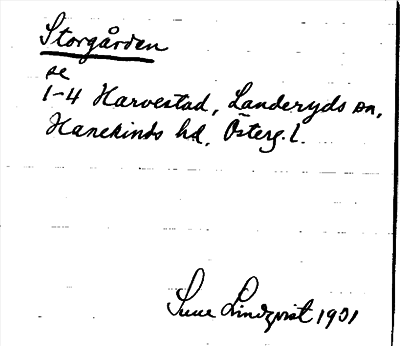 Storgården
se
1-4 Harvestad, Landeryds sn,
Hanekinds hd, Österg. l.
Sune Lindqvist 1931